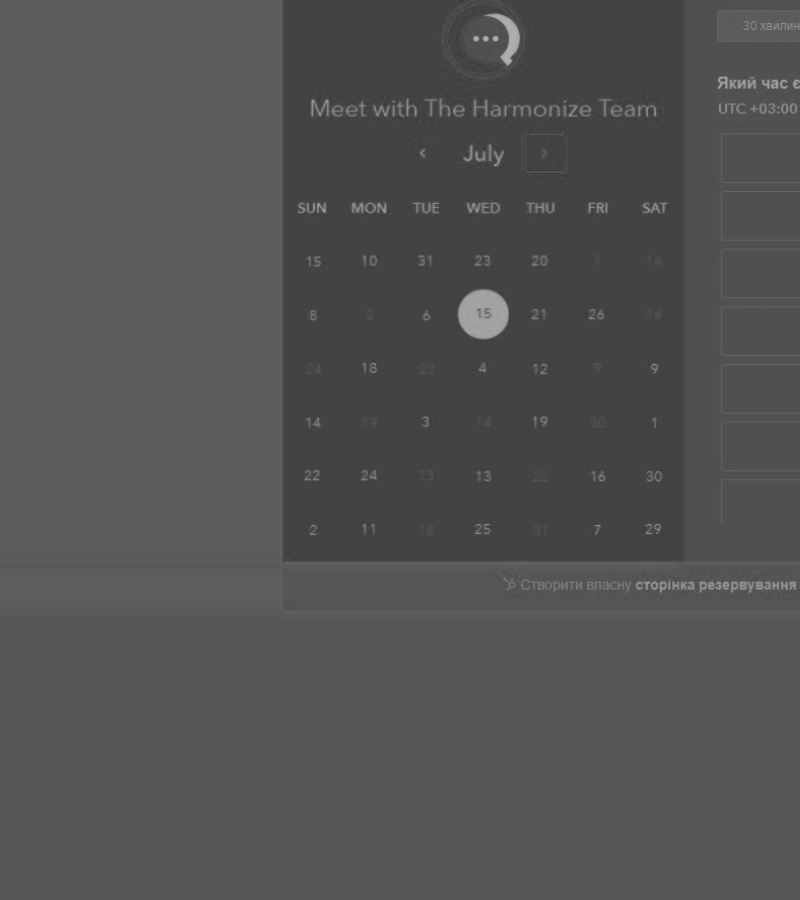 30 хвилин
Meet with The Harmonize Team
Який час є
UTC +03:00
‹ July ›
SUN MON TUE WED THU FRI SAT
15 10 31 23 20 7 14
8 2 6 15 21 26 14
24 18 22 4 12 9 9
14 19 3 14 19 30 1
22 24 13 13 22 16 30
2 11 18 25 31 7 29
Створити власну сторінка резервування